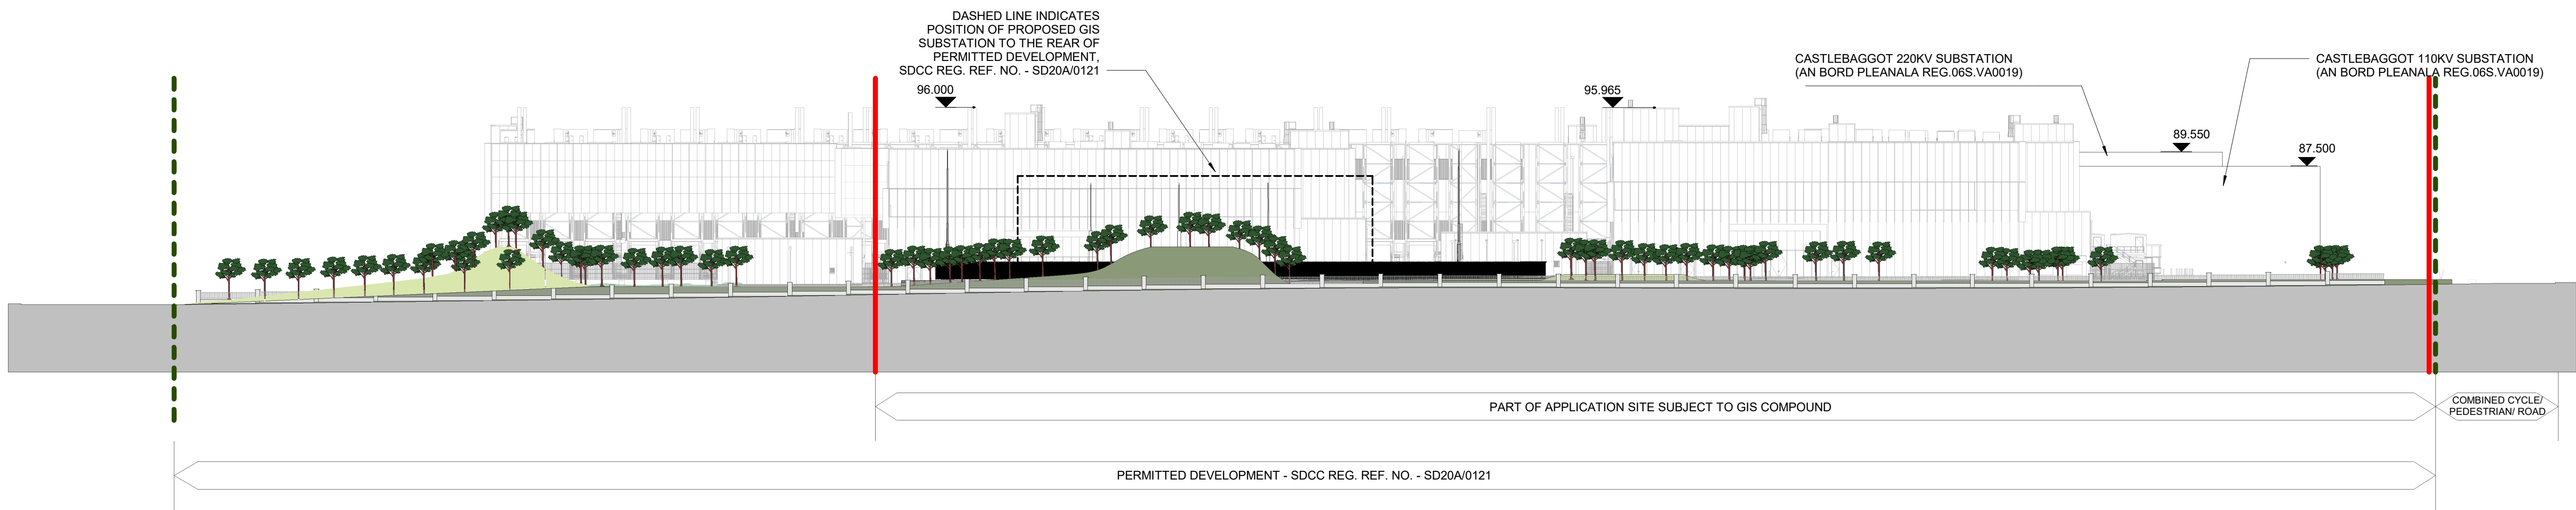 DASHED LINE INDICATES
POSITION OF PROPOSED GIS
SUBSTATION TO THE REAR OF
PERMITTED DEVELOPMENT,
SDCC REG. REF. NO. - SD20A/0121
96.000
95.965
CASTLEBAGGOT 220KV SUBSTATION
(AN BORD PLEANALA REG.06S.VA0019)
CASTLEBAGGOT 110KV SUBSTATION
(AN BORD PLEANALA REG.06S.VA0019)
89.550
87.500
PART OF APPLICATION SITE SUBJECT TO GIS COMPOUND
COMBINED CYCLE/
PEDESTRIAN/ ROAD
PERMITTED DEVELOPMENT - SDCC REG. REF. NO. - SD20A/0121